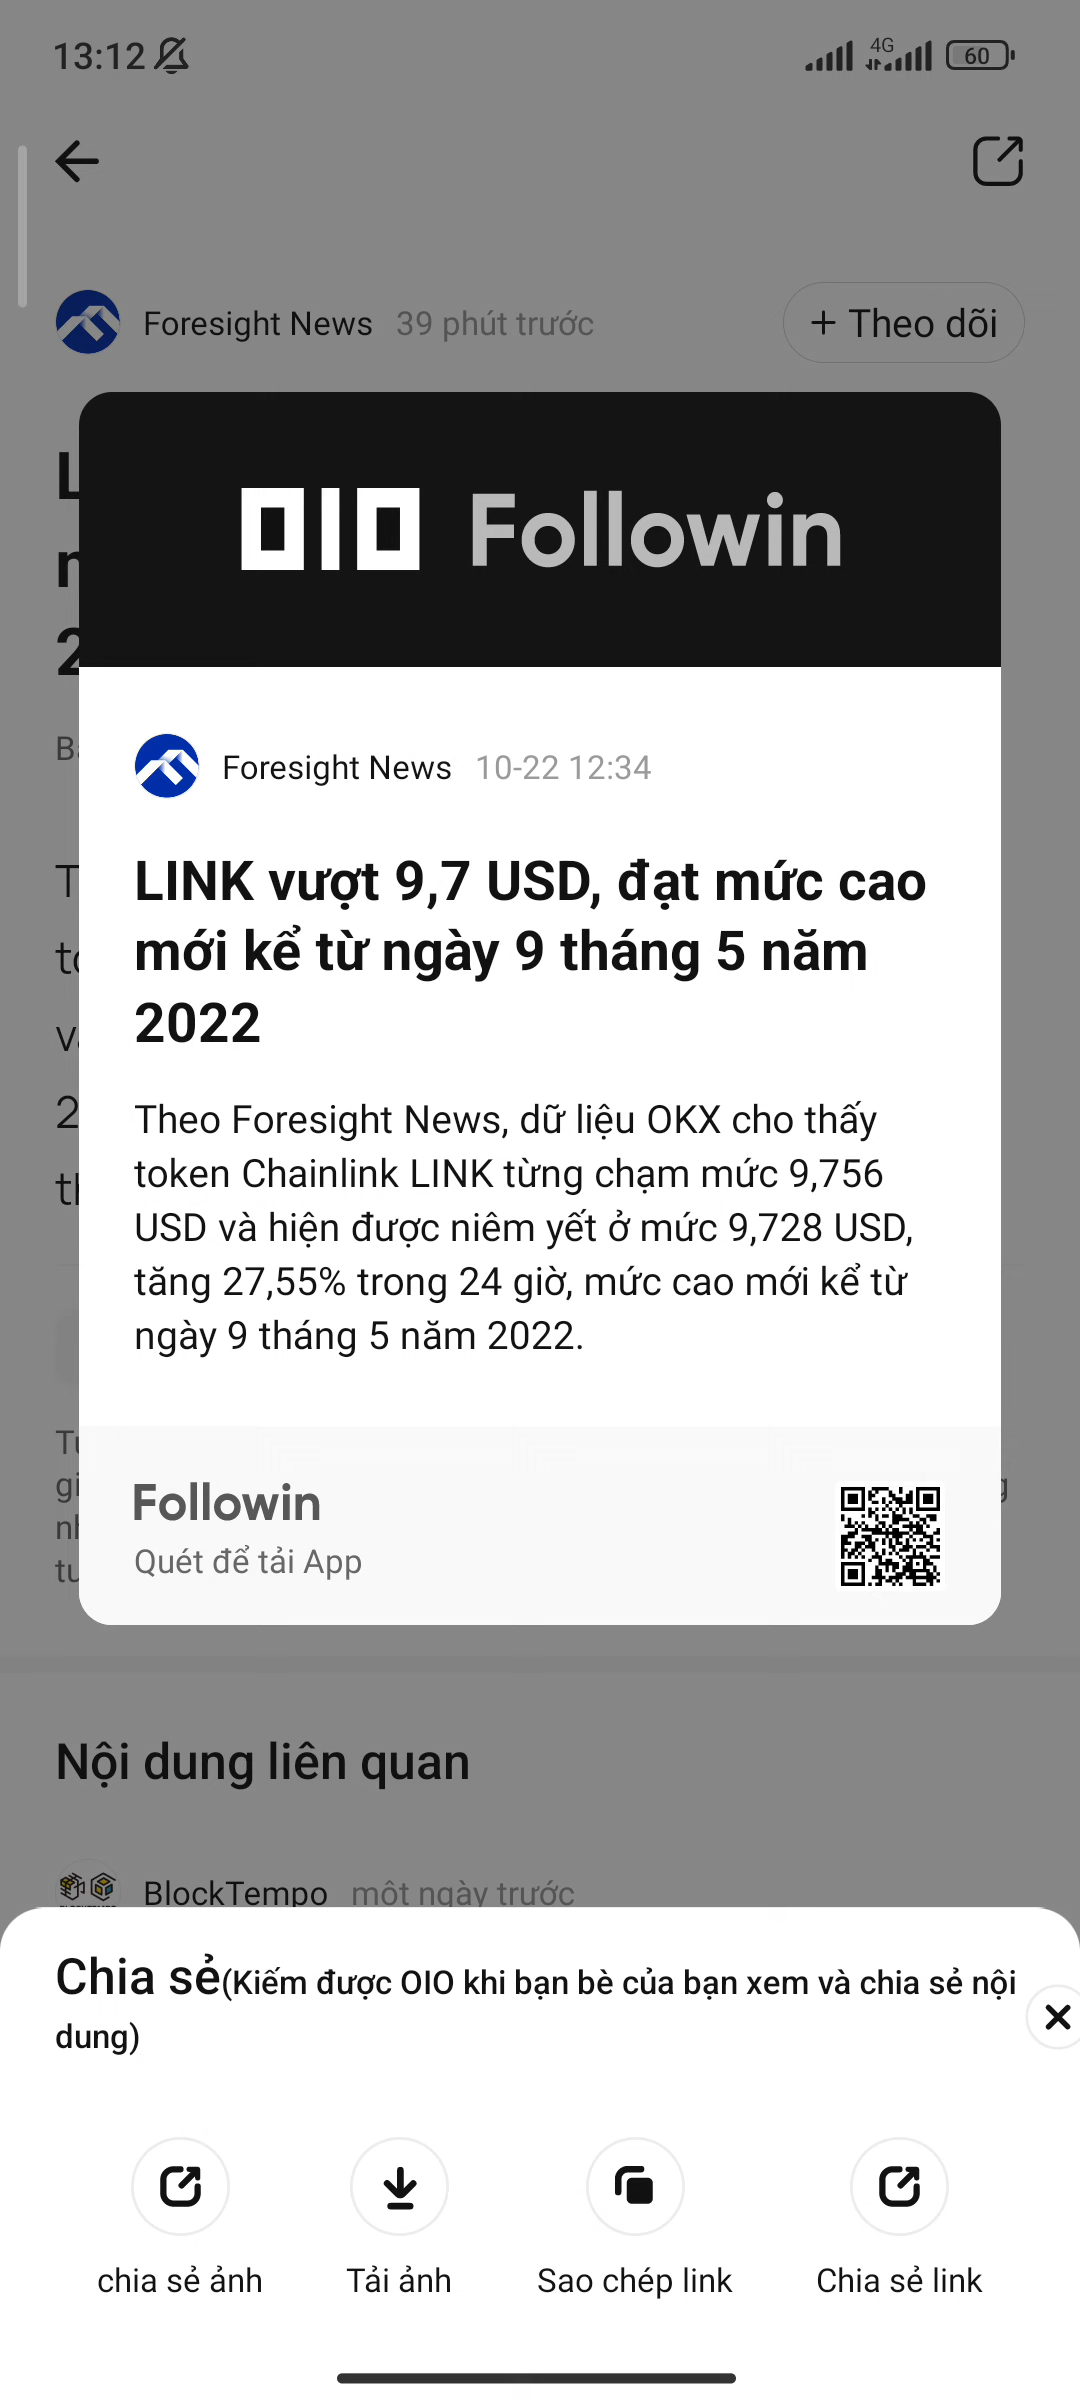 13:12
4G
60
Foresight News 39 phút trước
+ Theo dõi
OIO Followin
Foresight News 10-22 12:34
LINK vượt 9,7 USD, đạt mức cao
mới kể từ ngày 9 tháng 5 năm
2022
Theo Foresight News, dữ liệu OKX cho thấy
token Chainlink LINK từng chạm mức 9,756
USD và hiện được niêm yết ở mức 9,728 USD,
tăng 27,55% trong 24 giờ, mức cao mới kể từ
ngày 9 tháng 5 năm 2022.
Followin
Quét để tải App
Nội dung liên quan
BlockTempo một ngày trước
Chia sẻ(Kiếm được OIO khi bạn bè của bạn xem và chia sẻ nội
dung)
chia sẻ ảnh
Tải ảnh
Sao chép link
Chia sẻ link